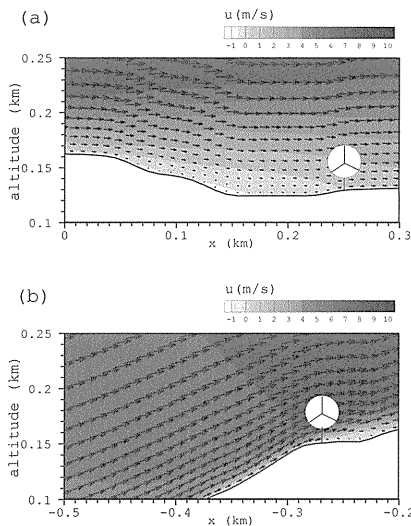 (a)
u(m/s)
-1 0 1 2 3 4 5 6 7 8 9 10
0.25
0.2
0.15
0.1
altitude (km)
0 0.1 0.2 0.3
x (km)
(b)
u(m/s)
-1 0 1 2 3 4 5 6 7 8 9 10
0.25
0.2
0.15
0.1
altitude (km)
-0.5 -0.4 -0.3 -0.2
x (km)